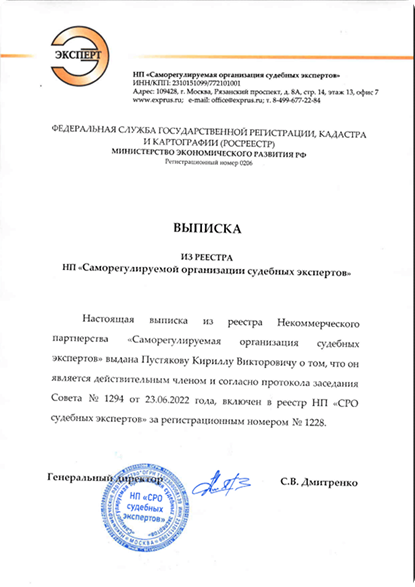 ЭКСПЕРТ
НП «Саморегулируемая организация судебных экспертов»
ИНН/КПП: 2310151099/772101001
Адрес: 109428, г. Москва, Рязанский проспект, д. 8А, стр. 14, этаж 13, офис 7
www.exprus.ru; e-mail: office@exprus.ru; т. 8-499-677-22-84
ФЕДЕРАЛЬНАЯ СЛУЖБА ГОСУДАРСТВЕННОЙ РЕГИСТРАЦИИ, КАДАСТРА
И КАРТОГРАФИИ (РОСРЕЕСТР)
МИНИСТЕРСТВО ЭКОНОМИЧЕСКОГО РАЗВИТИЯ РФ
Регистрационный номер 0206
ВЫПИСКА
ИЗ РЕЕСТРА
НП «Саморегулируемой организации судебных экспертов»
Настоящая выписка из реестра Некоммерческого
партнерства «Саморегулируемая организация судебных
экспертов» выдана Пустякову Кириллу Викторовичу о том, что он
является действительным членом и согласно протокола заседания
Совета № 1294 от 23.06.2022 года, включен в реестр НП «СРО
судебных экспертов» за регистрационным номером № 1228.
Генеральный директор С.В. Дмитренко
НП «СРО
судебных
экспертов»